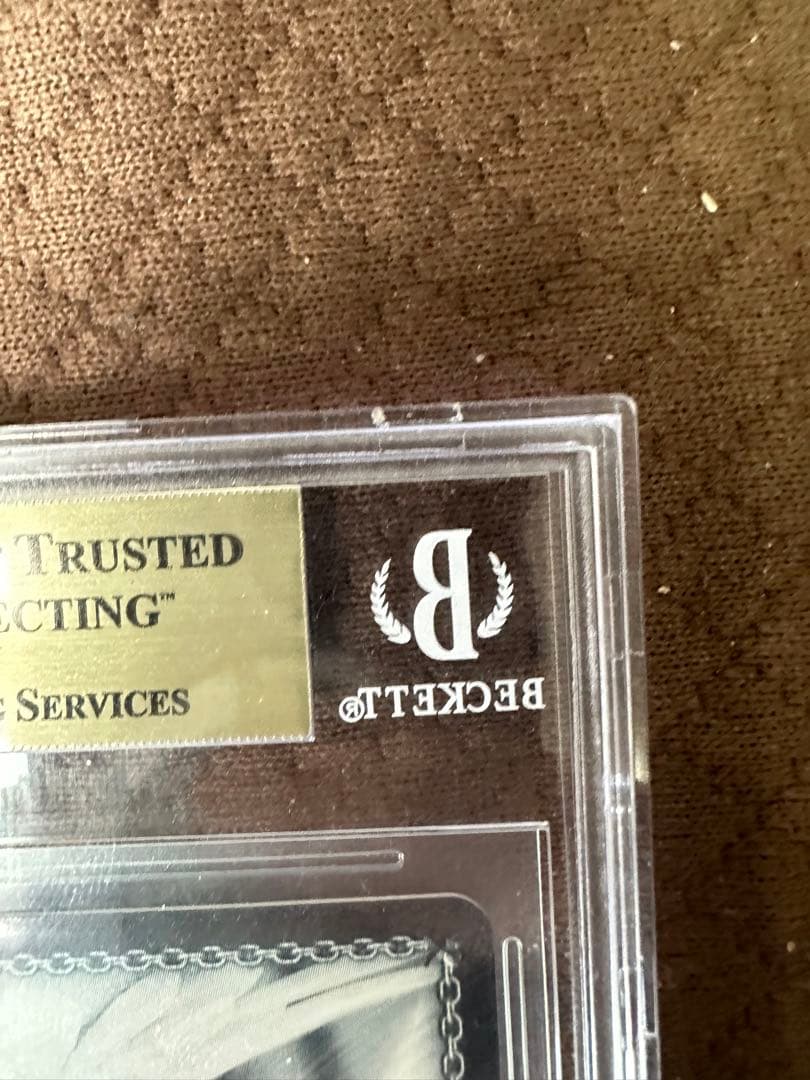 TRUSTED
ECTING™
SERVICES
B
BECKETT®